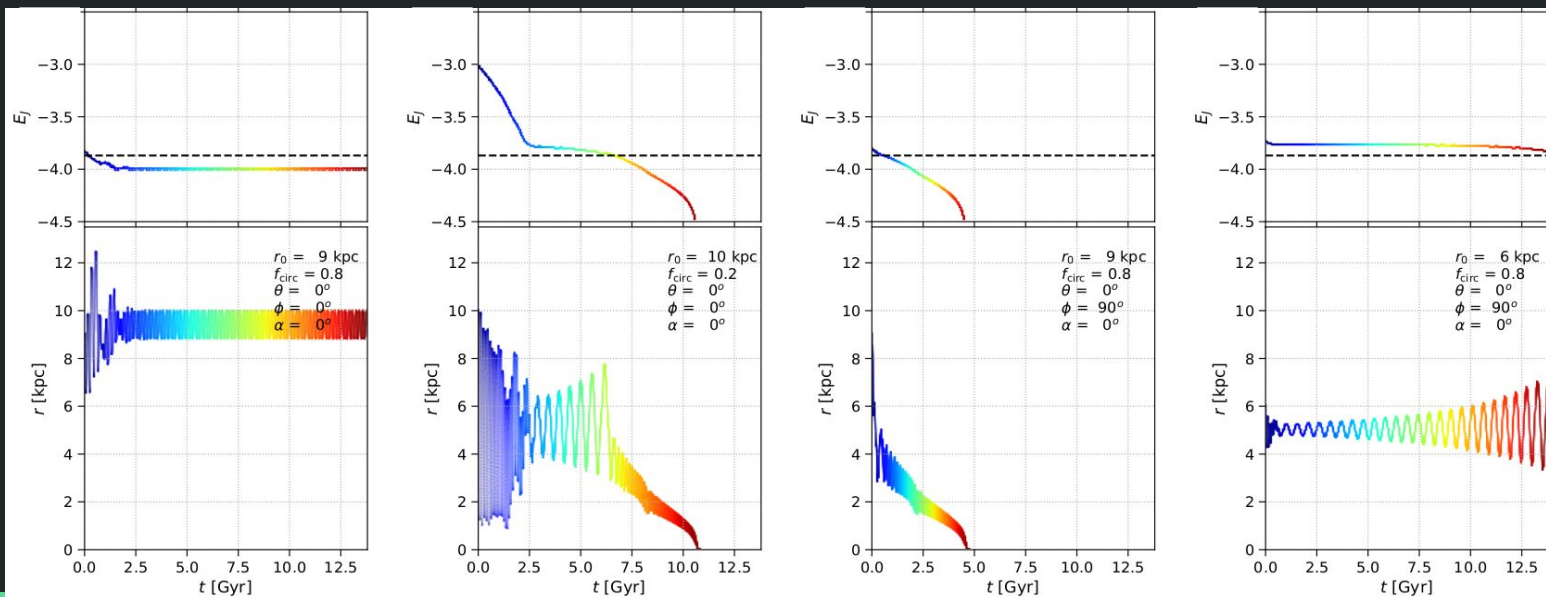 −3.0
−3.5
−4.0
−4.5
E_J
12
10
8
6
4
2
0
r [kpc]
r₀ = 9 kpc
f_circ = 0.8
θ = 0°
ϕ = 0°
α = 0°
0.0 2.5 5.0 7.5 10.0 12.5
t [Gyr]
−3.0
−3.5
−4.0
−4.5
E_J
12
10
8
6
4
2
0
r [kpc]
r₀ = 10 kpc
f_circ = 0.2
θ = 0°
ϕ = 0°
α = 0°
0.0 2.5 5.0 7.5 10.0 12.5
t [Gyr]
−3.0
−3.5
−4.0
−4.5
E_J
12
10
8
6
4
2
0
r [kpc]
r₀ = 9 kpc
f_circ = 0.8
θ = 0°
ϕ = 90°
α = 0°
0.0 2.5 5.0 7.5 10.0 12.5
t [Gyr]
−3.0
−3.5
−4.0
−4.5
E_J
12
10
8
6
4
2
0
r [kpc]
r₀ = 6 kpc
f_circ = 0.8
θ = 0°
ϕ = 90°
α = 0°
0.0 2.5 5.0 7.5 10.0 12.5
t [Gyr]